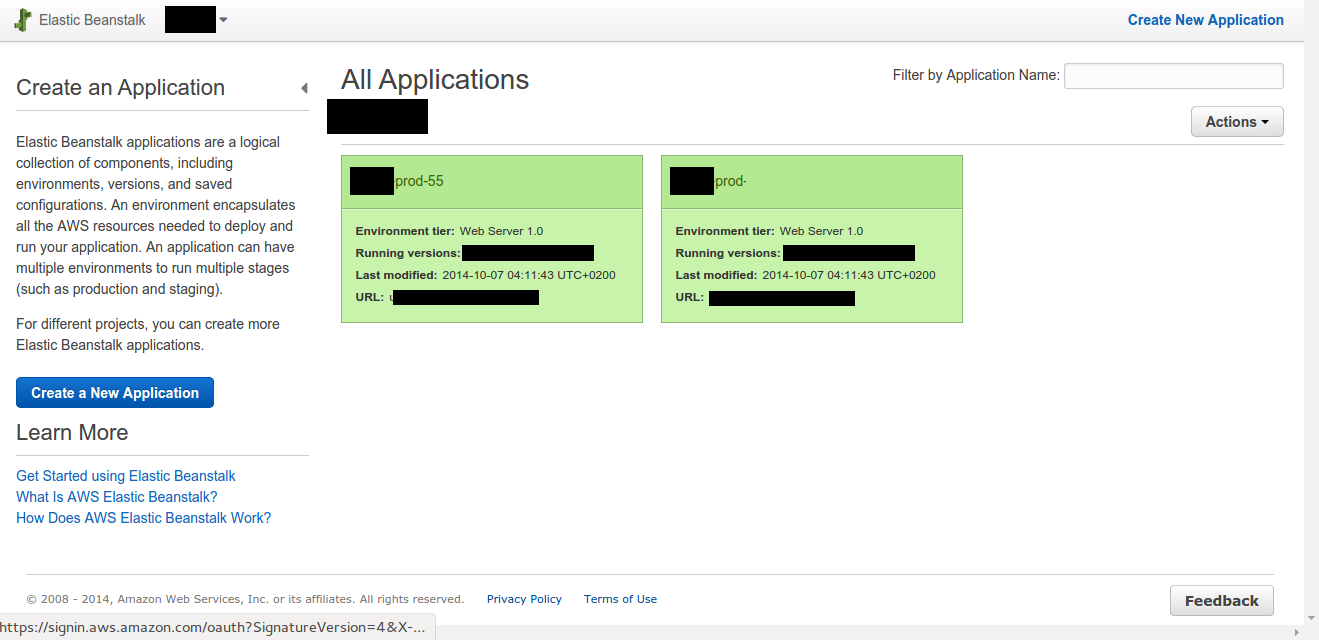 Elastic Beanstalk
Create New Application
Create an Application
Elastic Beanstalk applications are a logical
collection of components, including
environments, versions, and saved
configurations. An environment encapsulates
all the AWS resources needed to deploy and
run your application. An application can have
multiple environments to run multiple stages
(such as production and staging).
For different projects, you can create more
Elastic Beanstalk applications.
Create a New Application
Learn More
Get Started using Elastic Beanstalk
What Is AWS Elastic Beanstalk?
How Does AWS Elastic Beanstalk Work?
All Applications
Filter by Application Name:
Actions
prod-55
Environment tier: Web Server 1.0
Running versions:
Last modified: 2014-10-07 04:11:43 UTC+0200
URL:
prod-
Environment tier: Web Server 1.0
Running versions:
Last modified: 2014-10-07 04:11:43 UTC+0200
URL:
© 2008 - 2014, Amazon Web Services, Inc. or its affiliates. All rights reserved. Privacy Policy Terms of Use
Feedback
https://signin.aws.amazon.com/oauth?SignatureVersion=4&X-...